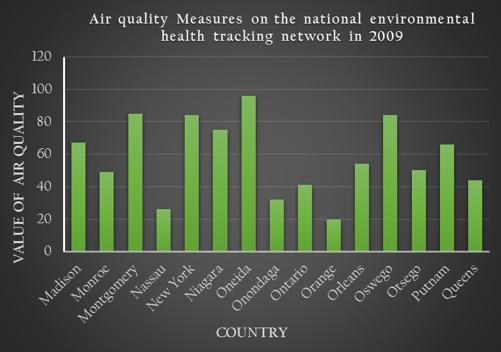 Air quality Measures on the national environmental
health tracking network in 2009
VALUE OF AIR QUALITY
120
100
80
60
40
20
0
Madison
Monroe
Montgomery
Nassau
New York
Niagara
Oneida
Onondaga
Ontario
Orange
Orleans
Oswego
Otsego
Putnam
Queens
COUNTRY